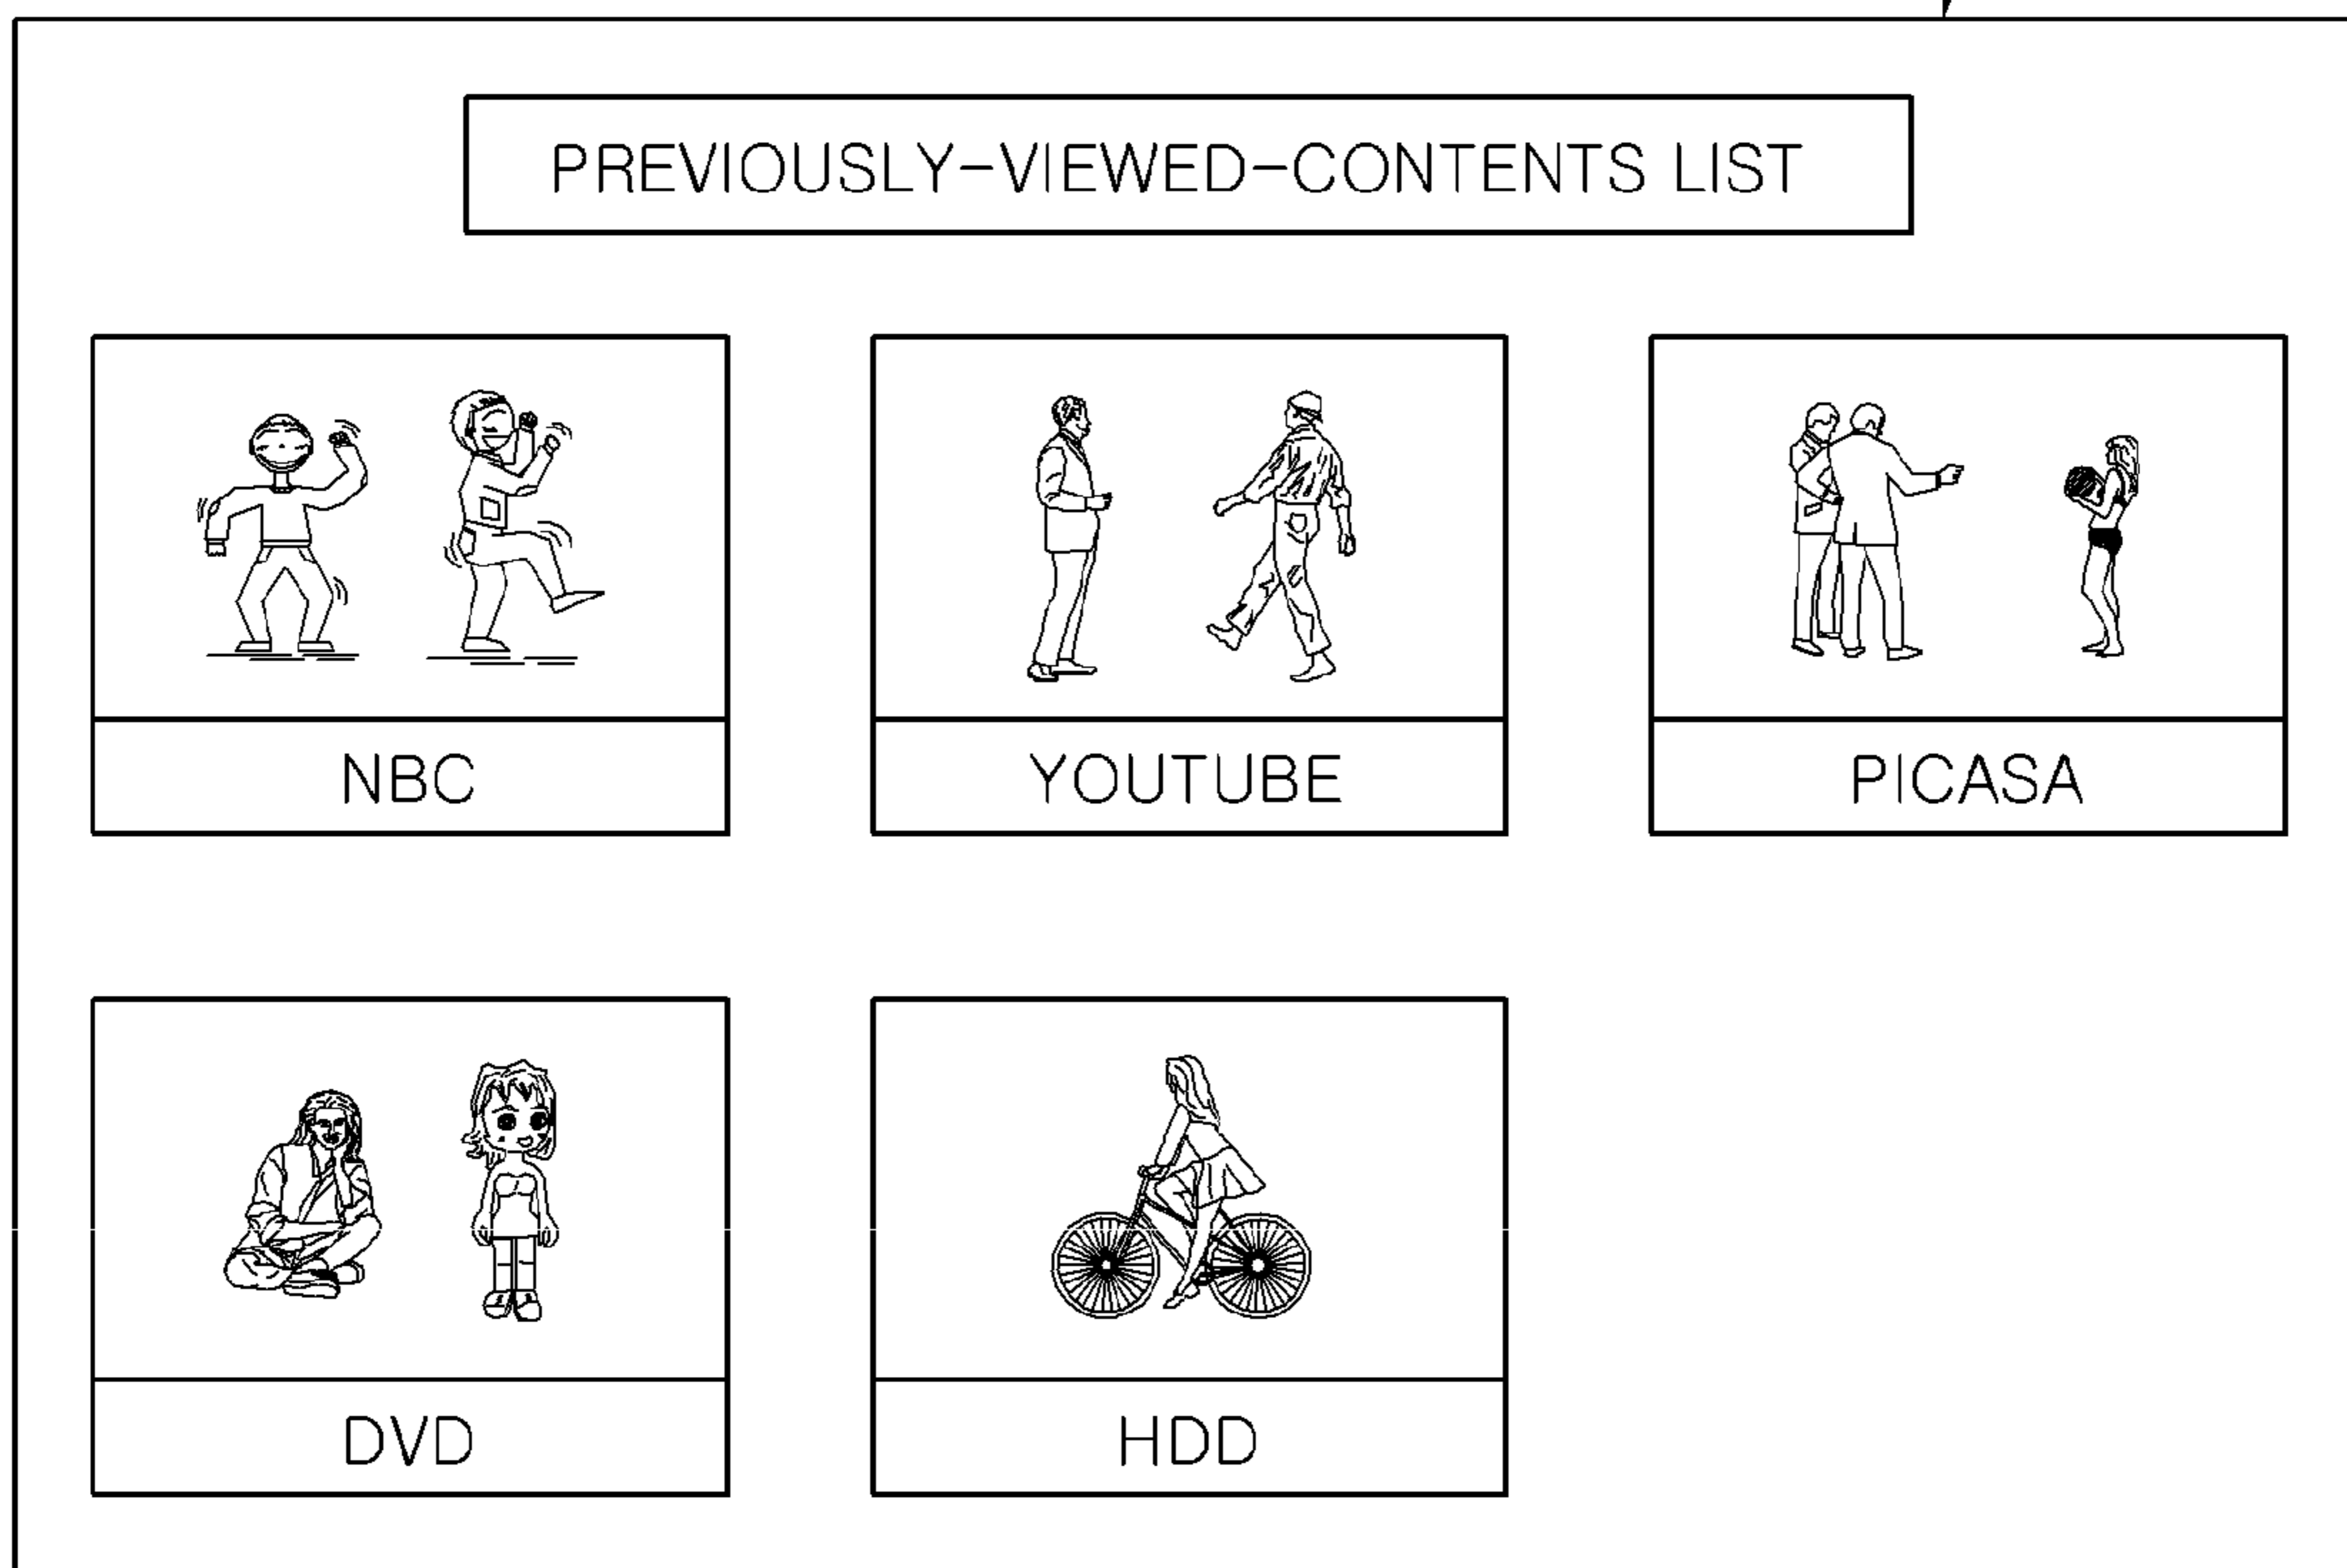 PREVIOUSLY-VIEWED-CONTENTS LIST
NBC
YOUTUBE
PICASA
DVD
HDD